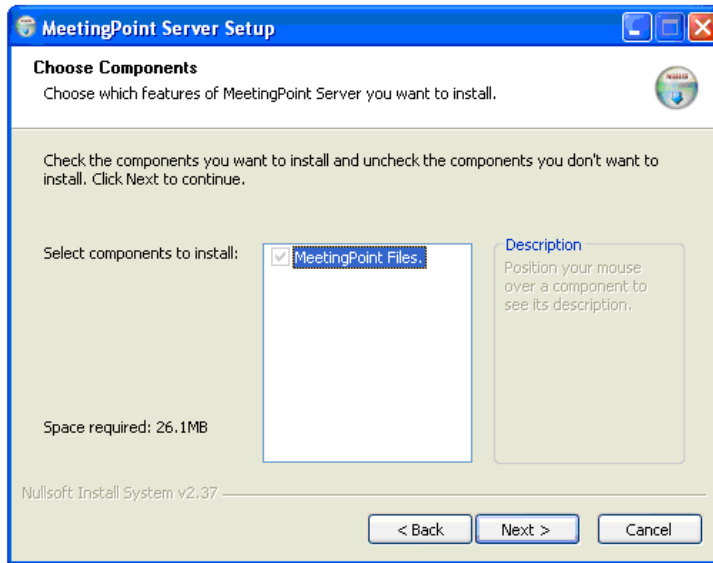 MeetingPoint Server Setup
Choose Components
Choose which features of MeetingPoint Server you want to install.
Check the components you want to install and uncheck the components you don't want to
install. Click Next to continue.
Select components to install:
MeetingPoint Files.
Description
Position your mouse
over a component to
see its description.
Space required: 26.1MB
Nullsoft Install System v2.37
< Back
Next >
Cancel